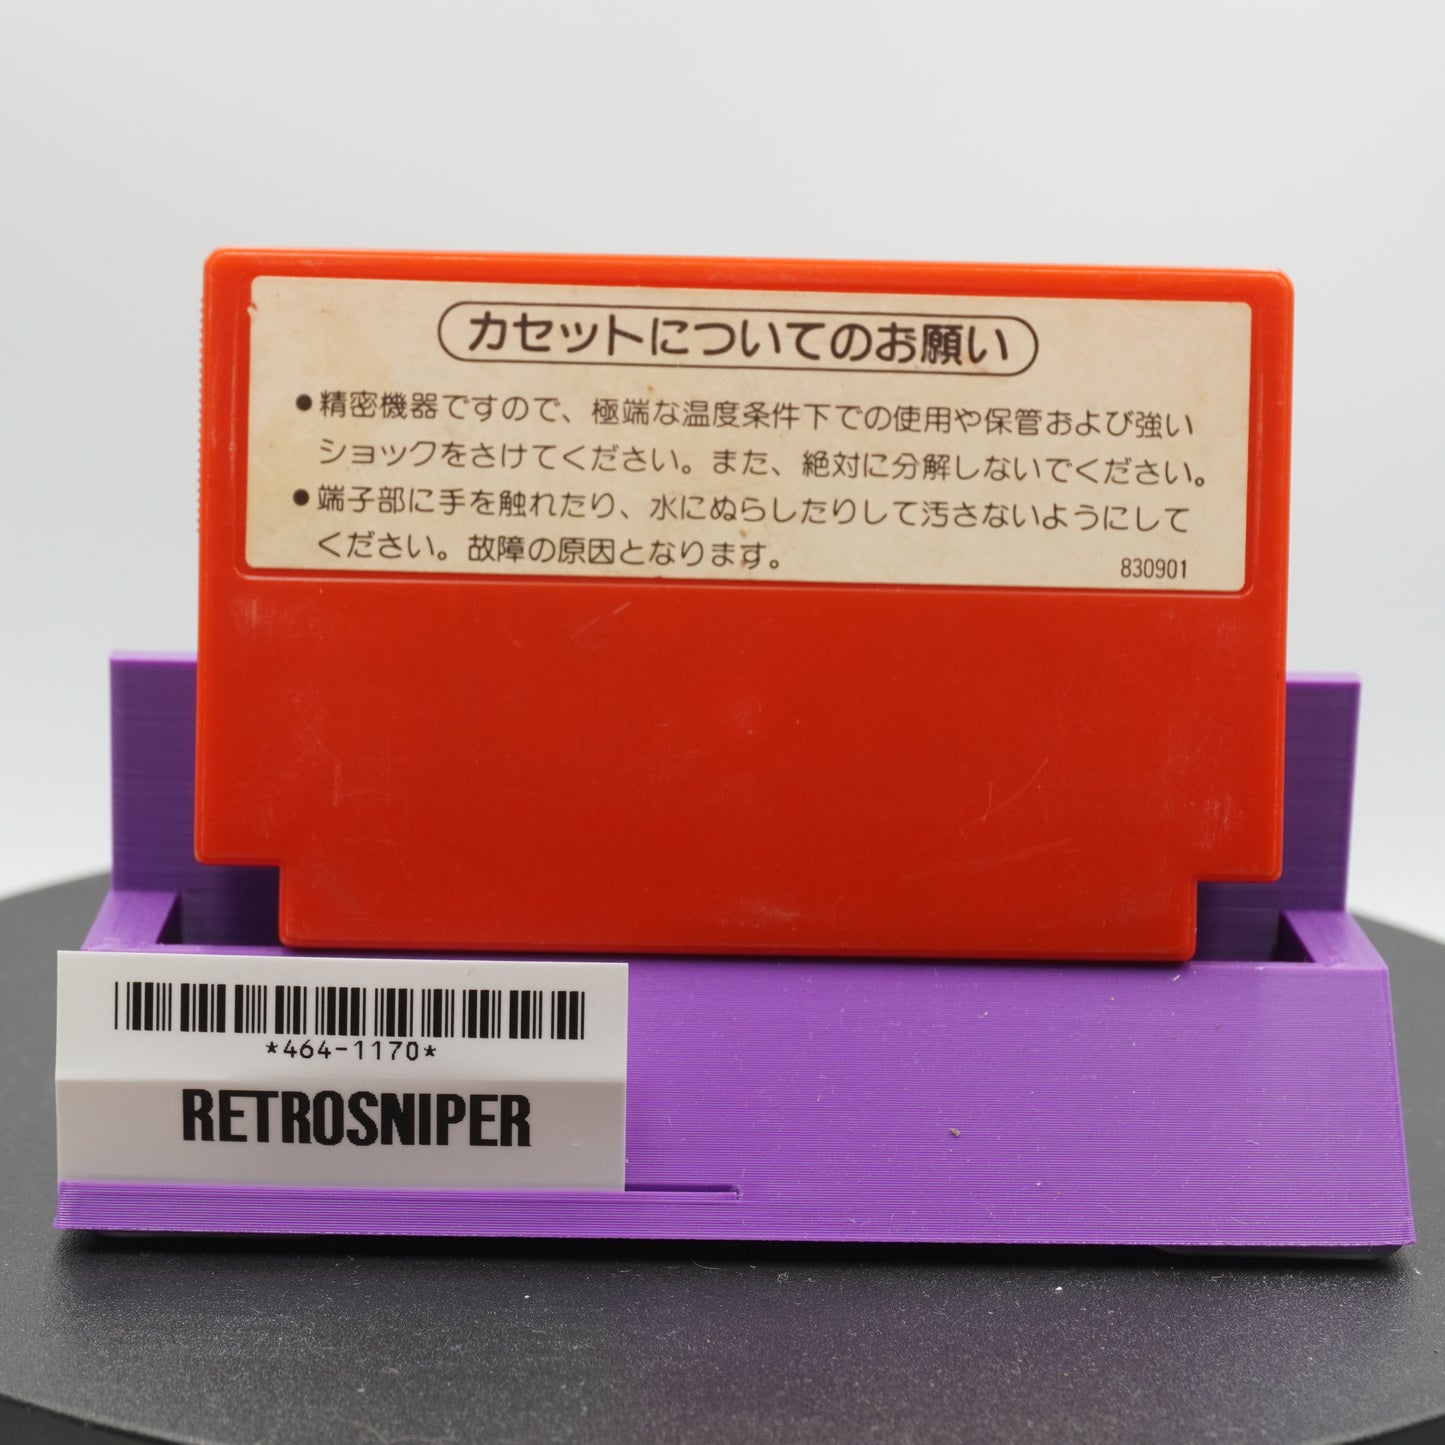 カセットについてのお願い
●精密機器ですので、極端な温度条件下での使用や保管および強い
ショックをさけてください。また、絶対に分解しないでください。
●端子部に手を触れたり、水にぬらしたりして汚さないようにして
ください。故障の原因となります。
830901
*464-1170*
RETROSNIPER